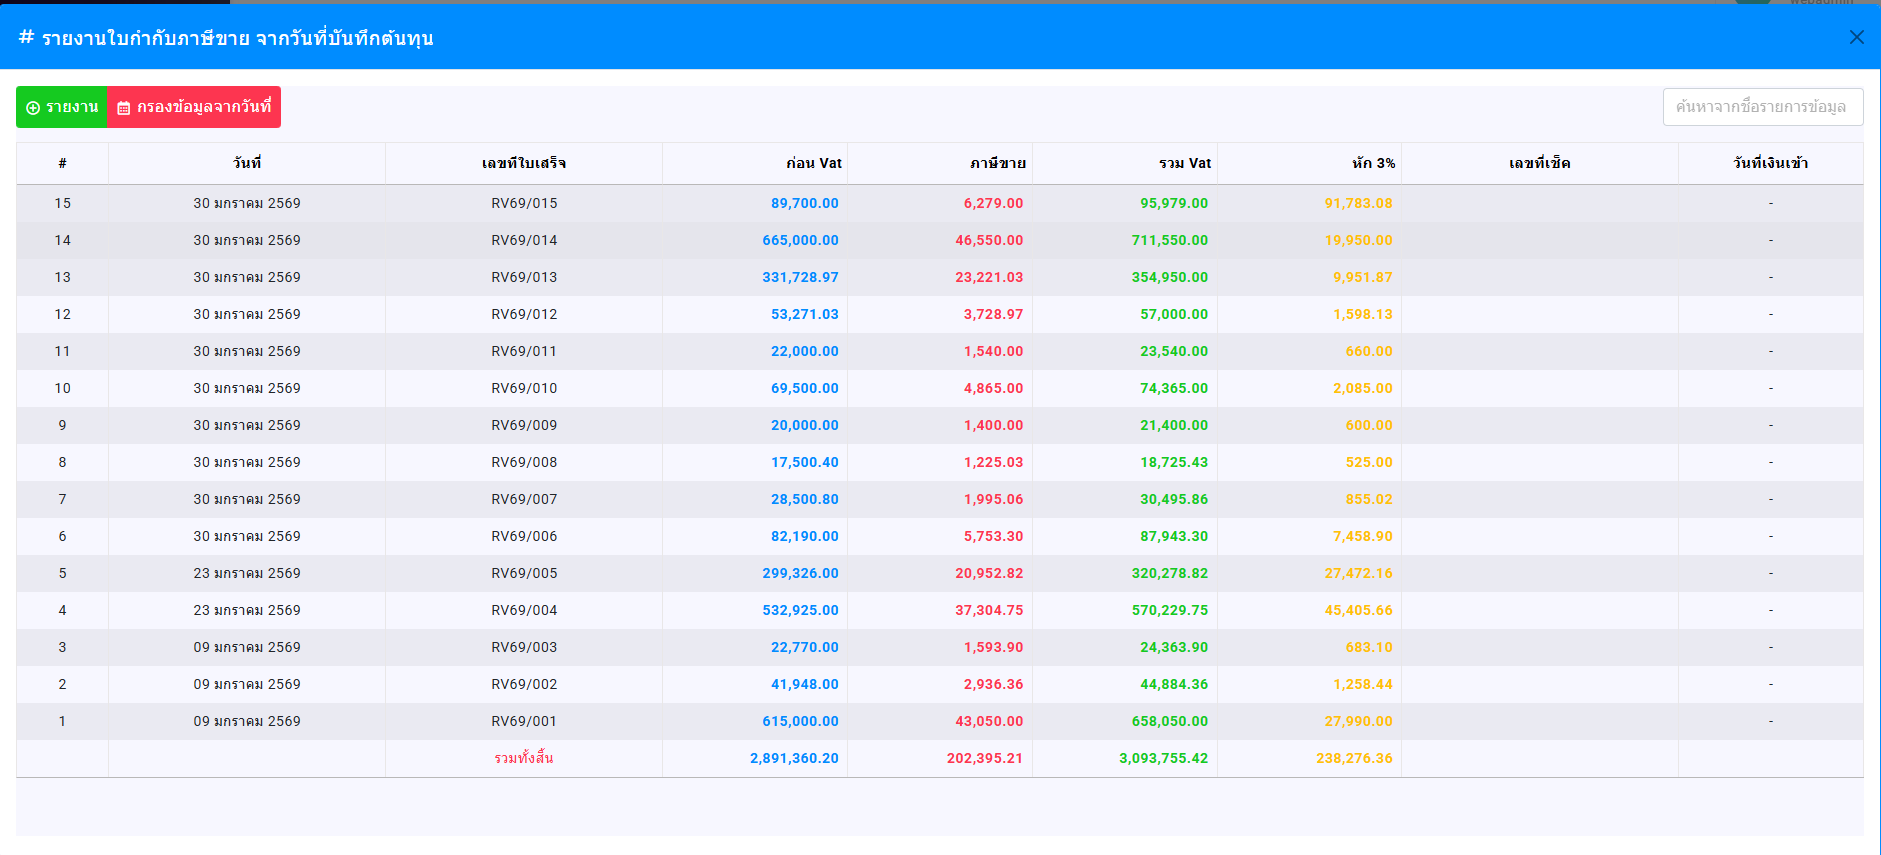 webadmin
# รายงานใบกำกับภาษีขาย จากวันที่บันทึกต้นทุน
รายงาน กรองข้อมูลจากวันที่ ค้นหาจากชื่อรายการข้อมูล
# วันที่ เลขที่ใบเสร็จ ก่อน Vat ภาษีขาย รวม Vat หัก 3% เลขที่เช็ค วันที่เงินเข้า
15 30 มกราคม 2569 RV69/015 89,700.00 6,279.00 95,979.00 91,783.08 -
14 30 มกราคม 2569 RV69/014 665,000.00 46,550.00 711,550.00 19,950.00 -
13 30 มกราคม 2569 RV69/013 331,728.97 23,221.03 354,950.00 9,951.87 -
12 30 มกราคม 2569 RV69/012 53,271.03 3,728.97 57,000.00 1,598.13 -
11 30 มกราคม 2569 RV69/011 22,000.00 1,540.00 23,540.00 660.00 -
10 30 มกราคม 2569 RV69/010 69,500.00 4,865.00 74,365.00 2,085.00 -
9 30 มกราคม 2569 RV69/009 20,000.00 1,400.00 21,400.00 600.00 -
8 30 มกราคม 2569 RV69/008 17,500.40 1,225.03 18,725.43 525.00 -
7 30 มกราคม 2569 RV69/007 28,500.80 1,995.06 30,495.86 855.02 -
6 30 มกราคม 2569 RV69/006 82,190.00 5,753.30 87,943.30 7,458.90 -
5 23 มกราคม 2569 RV69/005 299,326.00 20,952.82 320,278.82 27,472.16 -
4 23 มกราคม 2569 RV69/004 532,925.00 37,304.75 570,229.75 45,405.66 -
3 09 มกราคม 2569 RV69/003 22,770.00 1,593.90 24,363.90 683.10 -
2 09 มกราคม 2569 RV69/002 41,948.00 2,936.36 44,884.36 1,258.44 -
1 09 มกราคม 2569 RV69/001 615,000.00 43,050.00 658,050.00 27,990.00 -
รวมทั้งสิ้น 2,891,360.20 202,395.21 3,093,755.42 238,276.36